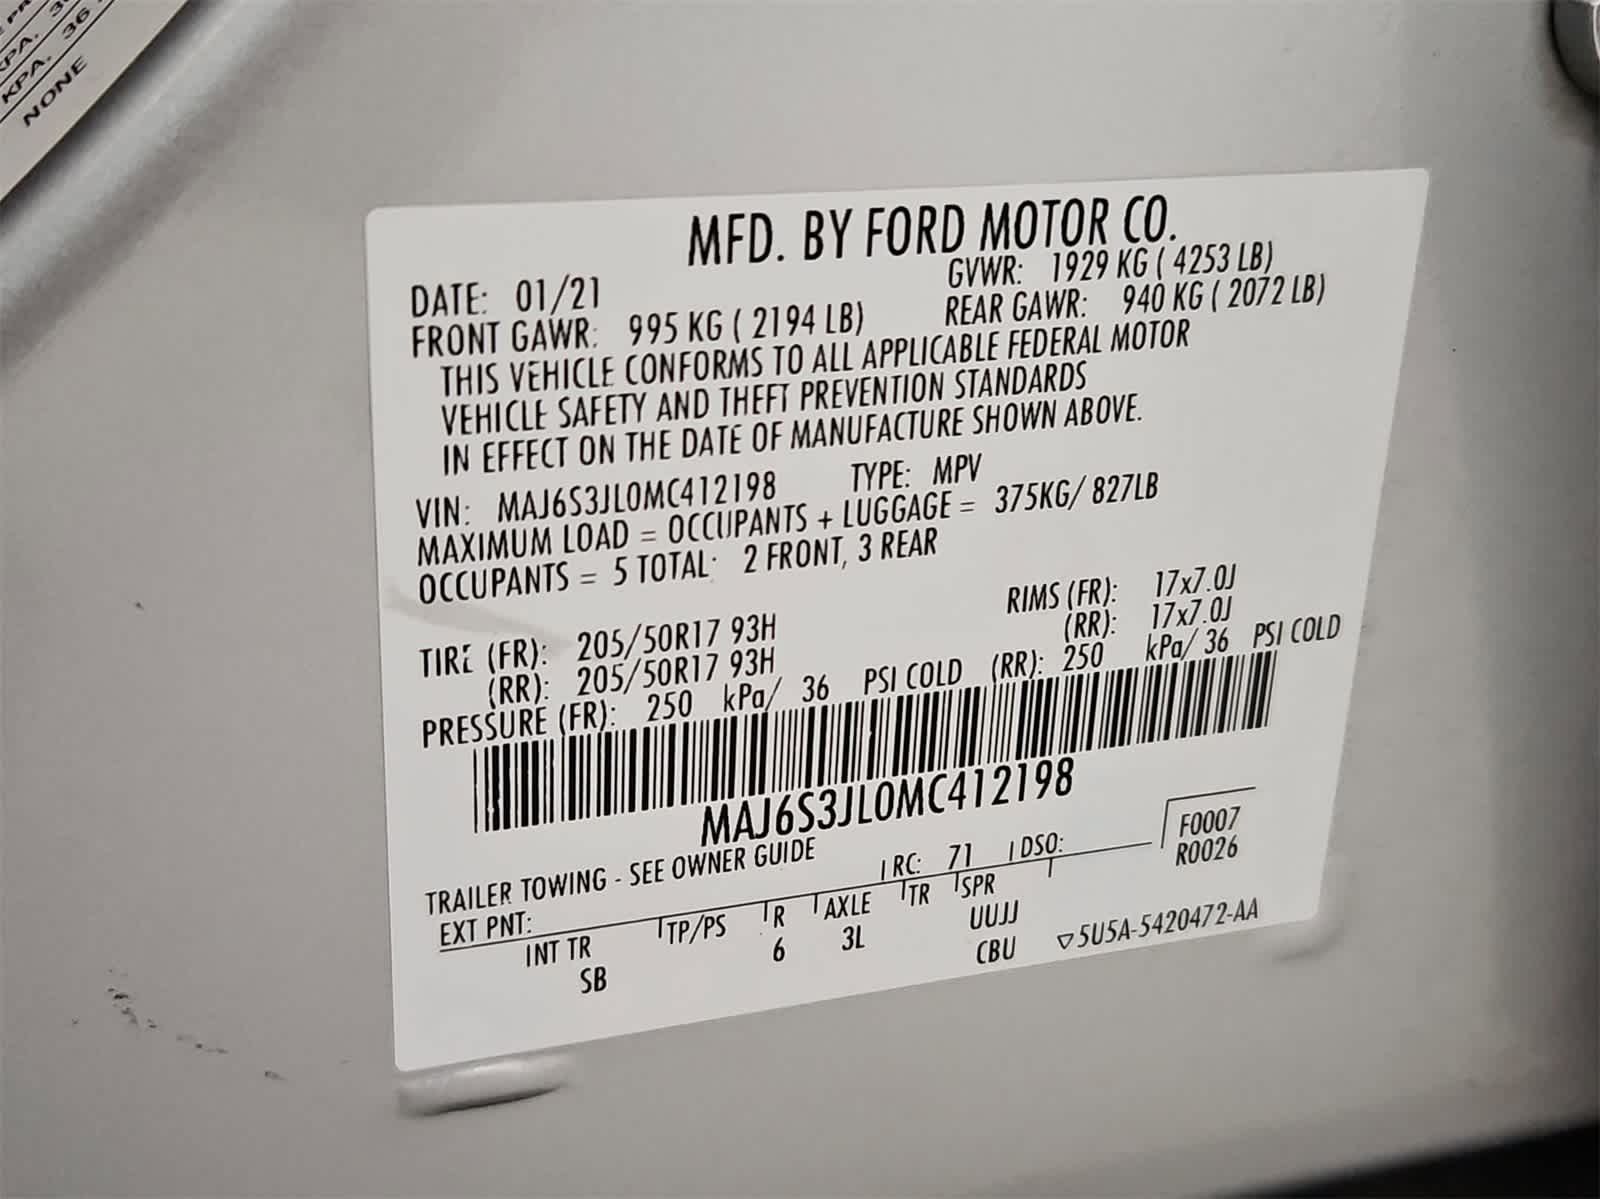 KPA. 36
NONE
MFD. BY FORD MOTOR CO.
DATE: 01/21 GVWR: 1929 KG ( 4253 LB)
FRONT GAWR: 995 KG ( 2194 LB) REAR GAWR: 940 KG ( 2072 LB)
THIS VEHICLE CONFORMS TO ALL APPLICABLE FEDERAL MOTOR
VEHICLE SAFETY AND THEFT PREVENTION STANDARDS
IN EFFECT ON THE DATE OF MANUFACTURE SHOWN ABOVE.
VIN: MAJ6S3JL0MC412198 TYPE: MPV
MAXIMUM LOAD = OCCUPANTS + LUGGAGE = 375KG/ 827LB
OCCUPANTS = 5 TOTAL: 2 FRONT, 3 REAR
TIRE (FR): 205/50R17 93H RIMS (FR): 17x7.0J
(RR): 205/50R17 93H (RR): 17x7.0J
PRESSURE (FR): 250 kPa/ 36 PSI COLD (RR): 250 kPa/ 36 PSI COLD
MAJ6S3JL0MC412198
TRAILER TOWING - SEE OWNER GUIDE
EXT PNT: RC: 71 DSO: F0007
R0026
INT TR TP/PS R AXLE TR SPR
SB 6 3L UUJJ
CBU ▽5U5A-5420472-AA